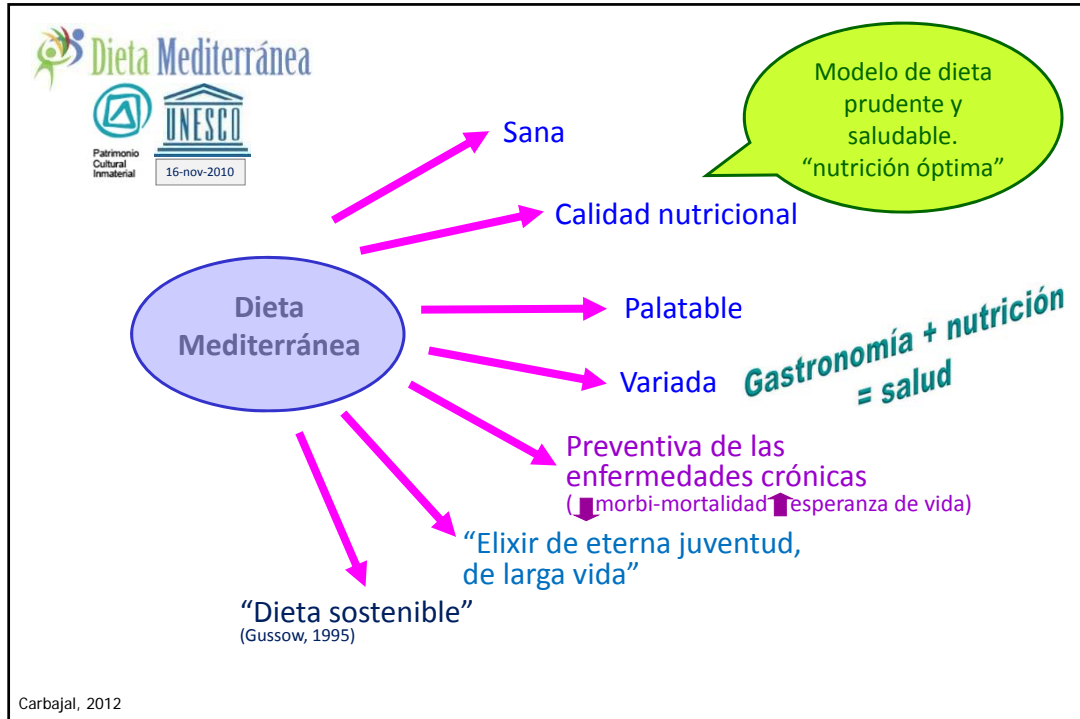 Dieta Mediterránea
Patrimonio
Cultural
Inmaterial
UNESCO
16-nov-2010
Modelo de dieta
prudente y
saludable.
“nutrición óptima”
Sana
Calidad nutricional
Dieta
Mediterránea
Palatable
Variada
Gastronomía + nutrición
= salud
Preventiva de las
enfermedades crónicas
(⬇morbi-mortalidad⬆esperanza de vida)
“Elixir de eterna juventud,
de larga vida”
“Dieta sostenible”
(Gussow, 1995)
Carbajal, 2012